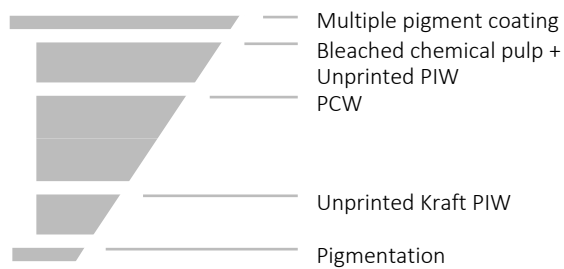 Multiple pigment coating
Bleached chemical pulp +
Unprinted PIW
PCW
Unprinted Kraft PIW
Pigmentation